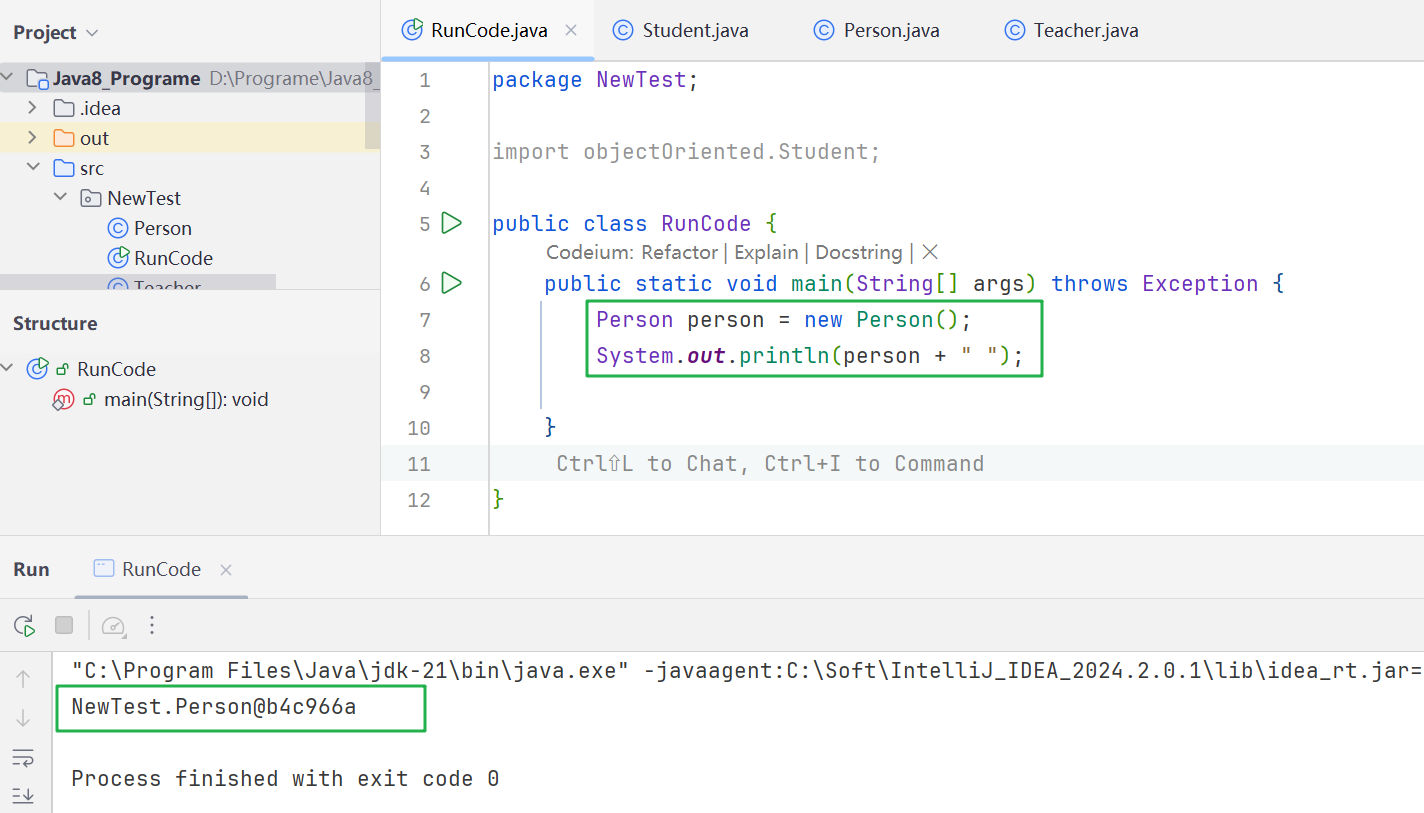 Project
Java8_Programe D:\Programe\Java8_
.idea
out
src
NewTest
Person
RunCode
Teacher
Structure
RunCode
main(String[]): void
RunCode.java Student.java Person.java Teacher.java
1 package NewTest;
2
3 import objectOriented.Student;
4
5 public class RunCode {
Codeium: Refactor | Explain | Docstring | ×
6 public static void main(String[] args) throws Exception {
7 Person person = new Person();
8 System.out.println(person + " ");
9
10 }
11 Ctrl⇧L to Chat, Ctrl+I to Command
12 }
Run RunCode
"C:\Program Files\Java\jdk-21\bin\java.exe" -javaagent:C:\Soft\IntelliJ_IDEA_2024.2.0.1\lib\idea_rt.jar=
NewTest.Person@b4c966a
Process finished with exit code 0